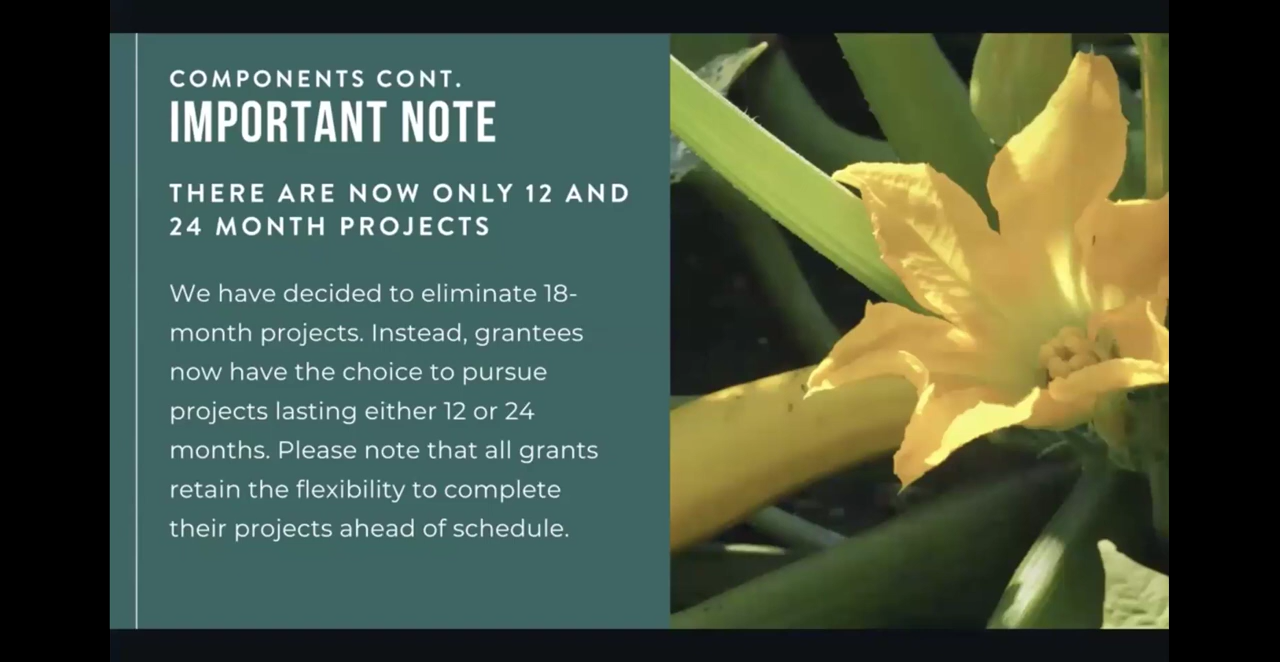 COMPONENTS CONT.
IMPORTANT NOTE
THERE ARE NOW ONLY 12 AND
24 MONTH PROJECTS
We have decided to eliminate 18-
month projects. Instead, grantees
now have the choice to pursue
projects lasting either 12 or 24
months. Please note that all grants
retain the flexibility to complete
their projects ahead of schedule.